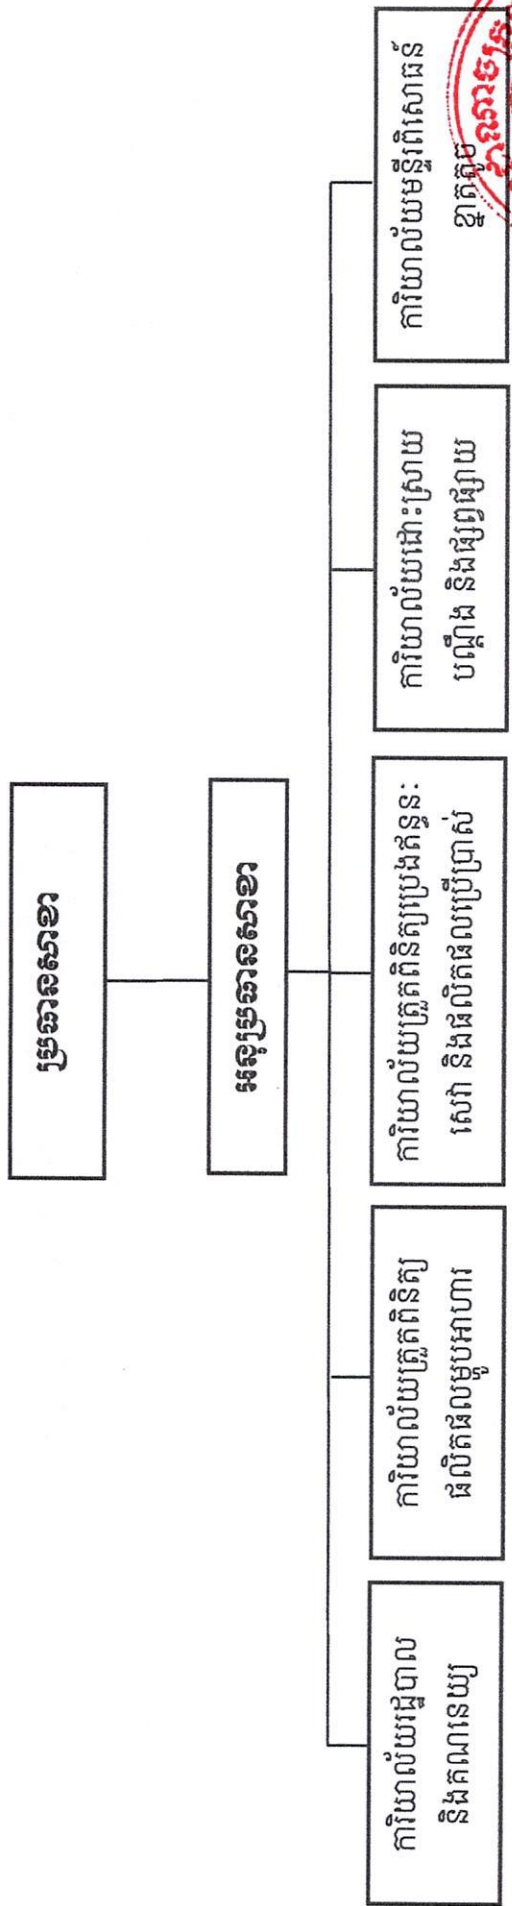 ប្រធានសាខា
អនុប្រធានសាខា
ការិយាល័យរដ្ឋបាល
និងគណនេយ្យ
ការិយាល័យត្រួតពិនិត្យ
ផលិតផលម្ហូបអាហារ
ការិយាល័យត្រួតពិនិត្យប្រេងឥន្ធនៈ
សេវា និងផលិតផលប្រើប្រាស់
ការិយាល័យដោះស្រាយ
បណ្តឹង និងផ្សព្វផ្សាយ
ការិយាល័យមន្ទីរពិសោធន៍
ខ្នាតតូច